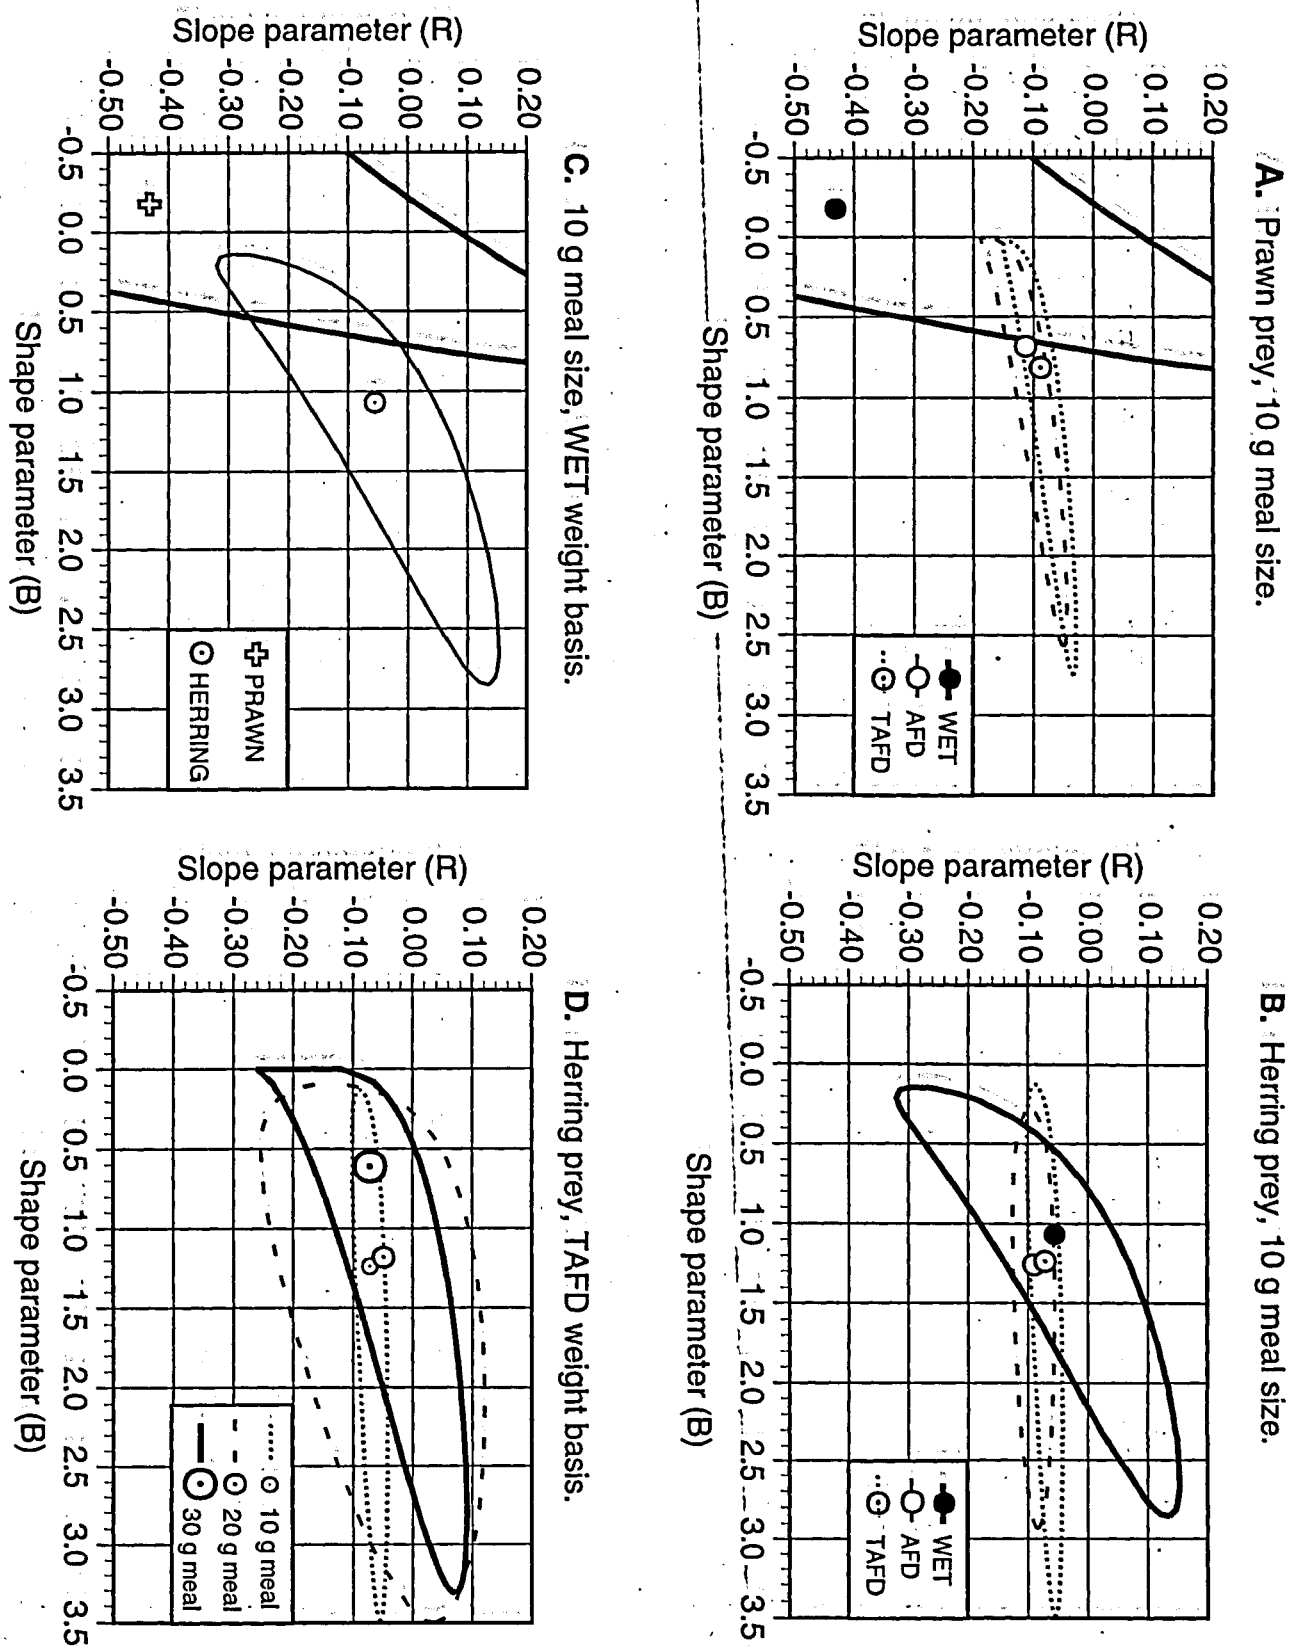 A. Prawn prey, 10 g meal size.
Slope parameter (R)
0.20
0.10
0.00
-0.10
-0.20
-0.30
-0.40
-0.50
-0.5 0.0 0.5 1.0 1.5 2.0 2.5 3.0 3.5
Shape parameter (B)
WET
AFD
TAFD
B. Herring prey, 10 g meal size.
Slope parameter (R)
0.20
0.10
0.00
-0.10
-0.20
-0.30
-0.40
-0.50
-0.5 0.0 0.5 1.0 1.5 2.0 2.5 3.0 3.5
Shape parameter (B)
WET
AFD
TAFD
C. 10 g meal size, WET weight basis.
Slope parameter (R)
0.20
0.10
0.00
-0.10
-0.20
-0.30
-0.40
-0.50
-0.5 0.0 0.5 1.0 1.5 2.0 2.5 3.0 3.5
Shape parameter (B)
PRAWN
HERRING
D. Herring prey, TAFD weight basis.
Slope parameter (R)
0.20
0.10
0.00
-0.10
-0.20
-0.30
-0.40
-0.50
-0.5 0.0 0.5 1.0 1.5 2.0 2.5 3.0 3.5
Shape parameter (B)
10 g meal
20 g meal
30 g meal